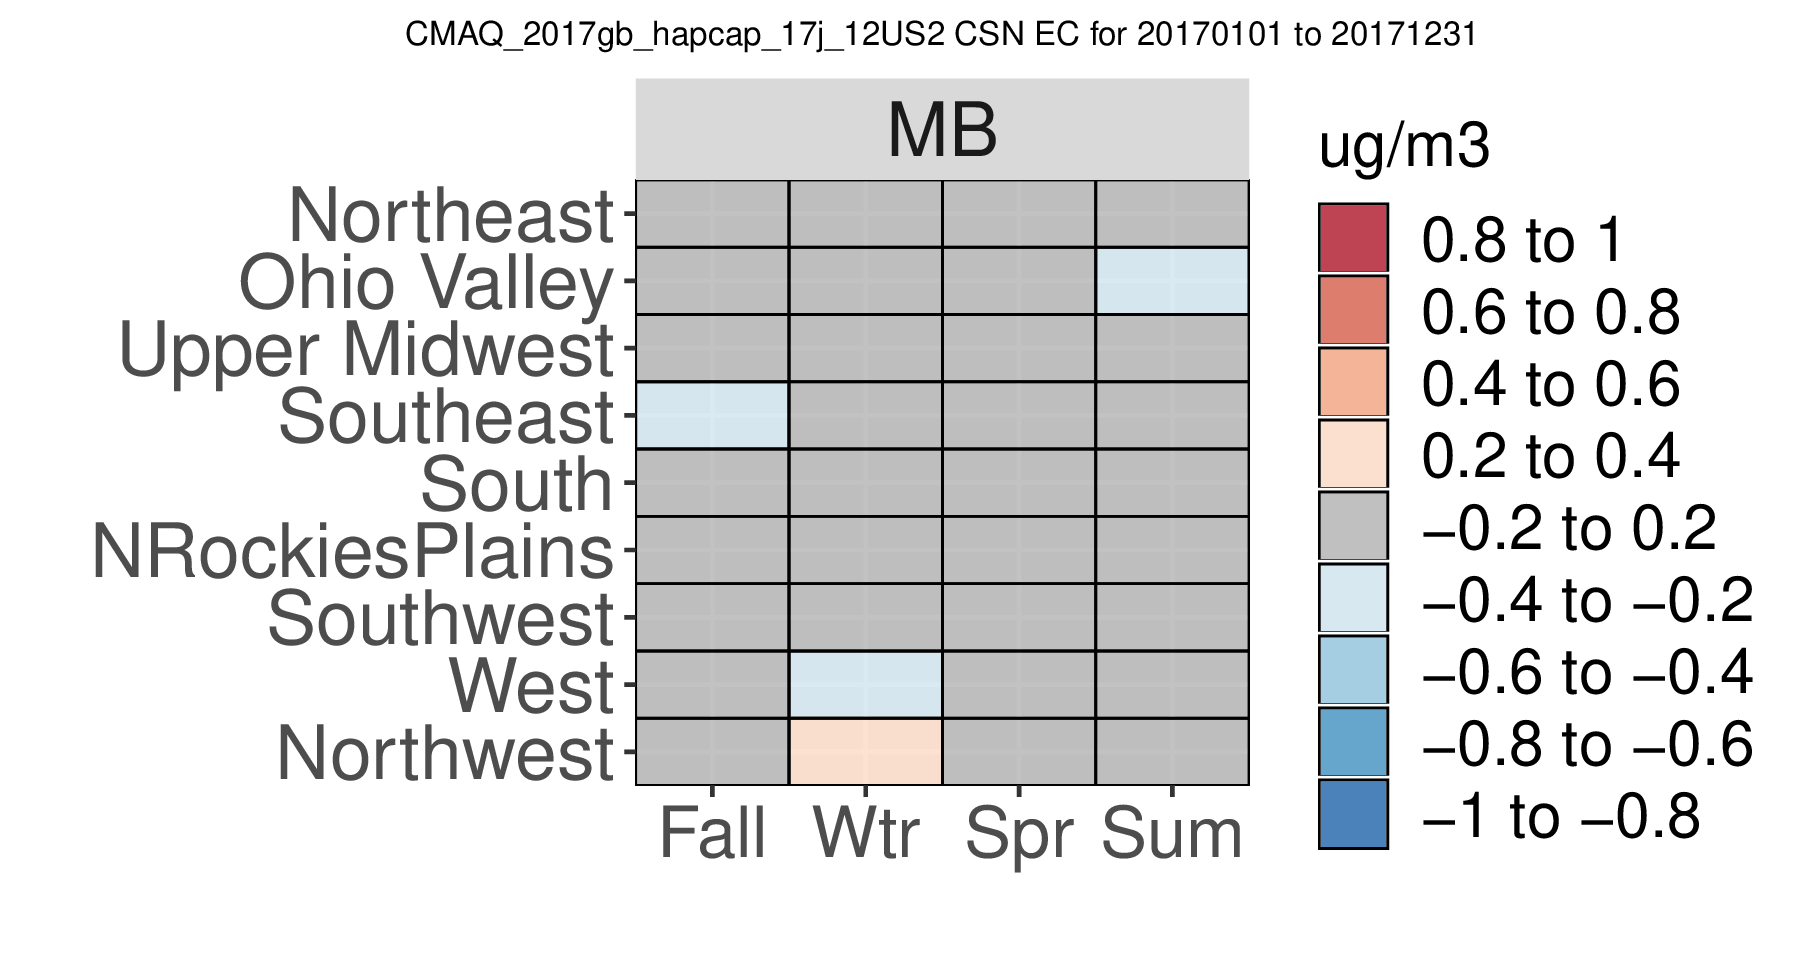 CMAQ_2017gb_hapcap_17j_12US2 CSN EC for 20170101 to 20171231
MB
Northeast
Ohio Valley
Upper Midwest
Southeast
South
NRockiesPlains
Southwest
West
Northwest
Fall Wtr Spr Sum
ug/m3
0.8 to 1
0.6 to 0.8
0.4 to 0.6
0.2 to 0.4
−0.2 to 0.2
−0.4 to −0.2
−0.6 to −0.4
−0.8 to −0.6
−1 to −0.8